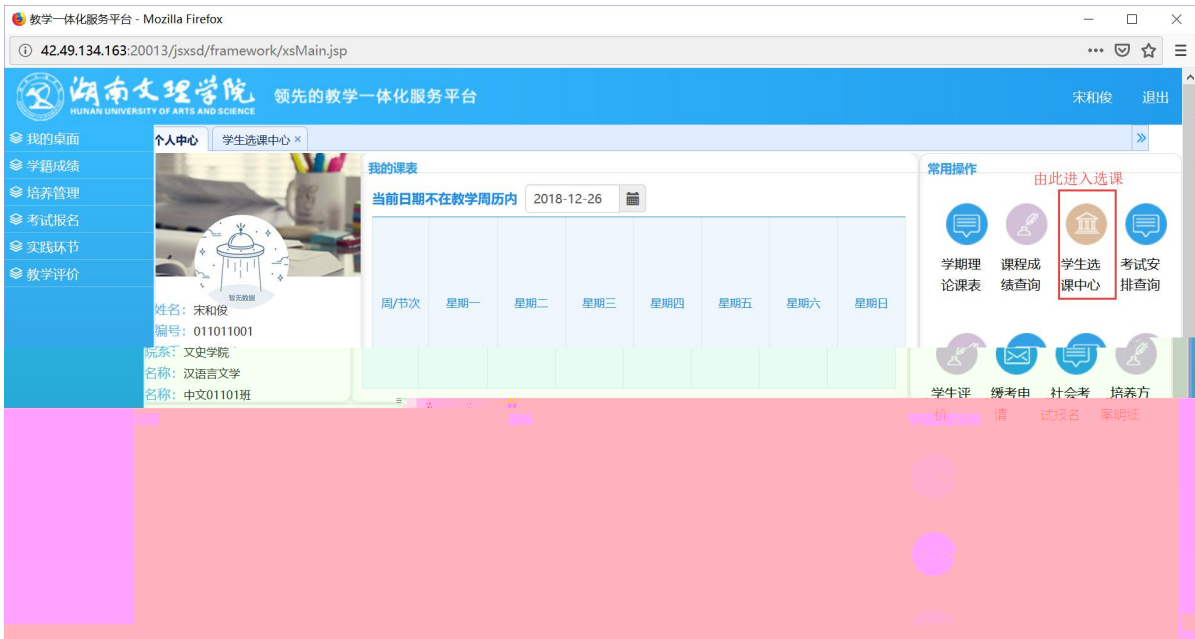 教学一体化服务平台 - Mozilla Firefox
42.49.134.163:20013/jsxsd/framework/xsMain.jsp
湖南文理学院
HUNAN UNIVERSITY OF ARTS AND SCIENCE
领先的教学一体化服务平台
宋和俊 退出
我的桌面
学籍成绩
培养管理
考试报名
实践环节
教学评价
个人中心 学生选课中心 ×
暂无数据
姓名: 宋和俊
编号: 011011001
院系: 文史学院
名称: 汉语言文学
名称: 中文01101班
我的课表
当前日期不在教学周历内 2018-12-26
周/节次 星期一 星期二 星期三 星期四 星期五 星期六 星期日
常用操作
由此进入选课
学期理
论课表
课程成
绩查询
学生选
课中心
考试安
排查询
学生评
价
缓考申
请
社会考
试报名
培养方
案明细